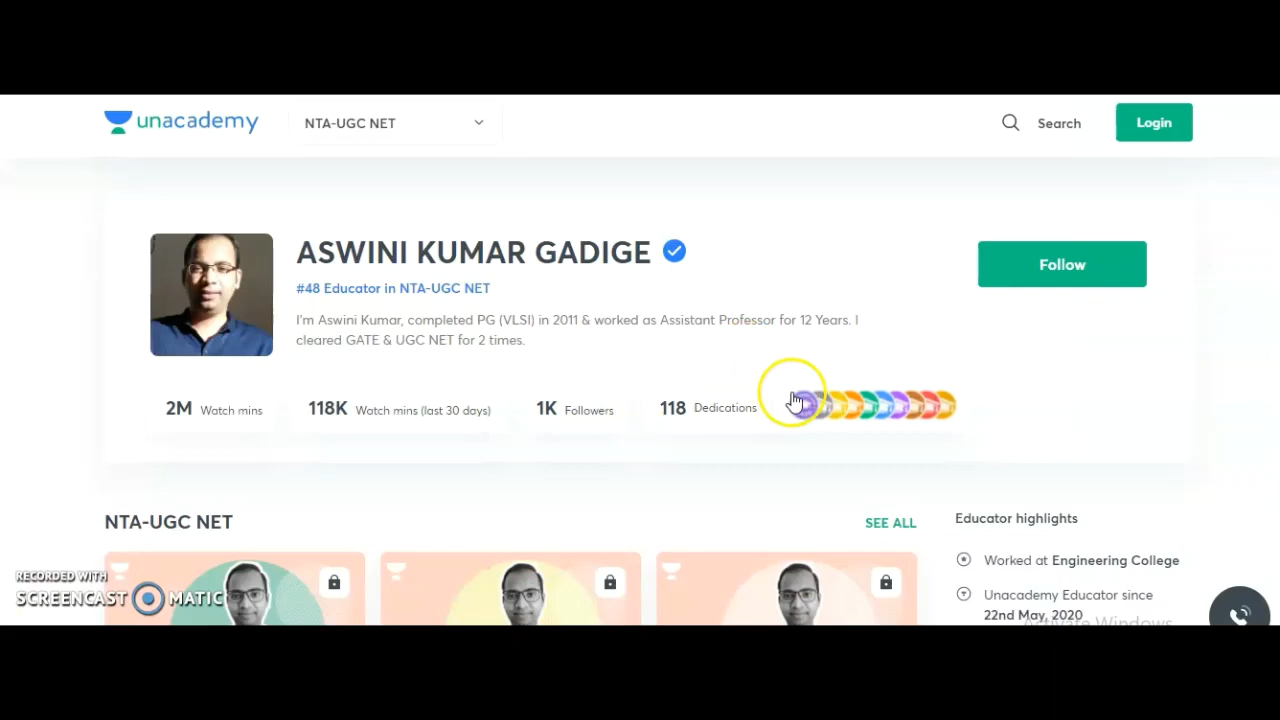 unacademy
NTA-UGC NET
Search
Login
ASWINI KUMAR GADIGE
#48 Educator in NTA-UGC NET
Follow
I'm Aswini Kumar, completed PG (VLSI) in 2011 & worked as Assistant Professor for 12 Years. I
cleared GATE & UGC NET for 2 times.
2M Watch mins
118K Watch mins (last 30 days)
1K Followers
118 Dedications
NTA-UGC NET
SEE ALL
Educator highlights
Worked at Engineering College
Unacademy Educator since
22nd May, 2020
Activate Windows
RECORDED WITH
SCREENCAST MATIC